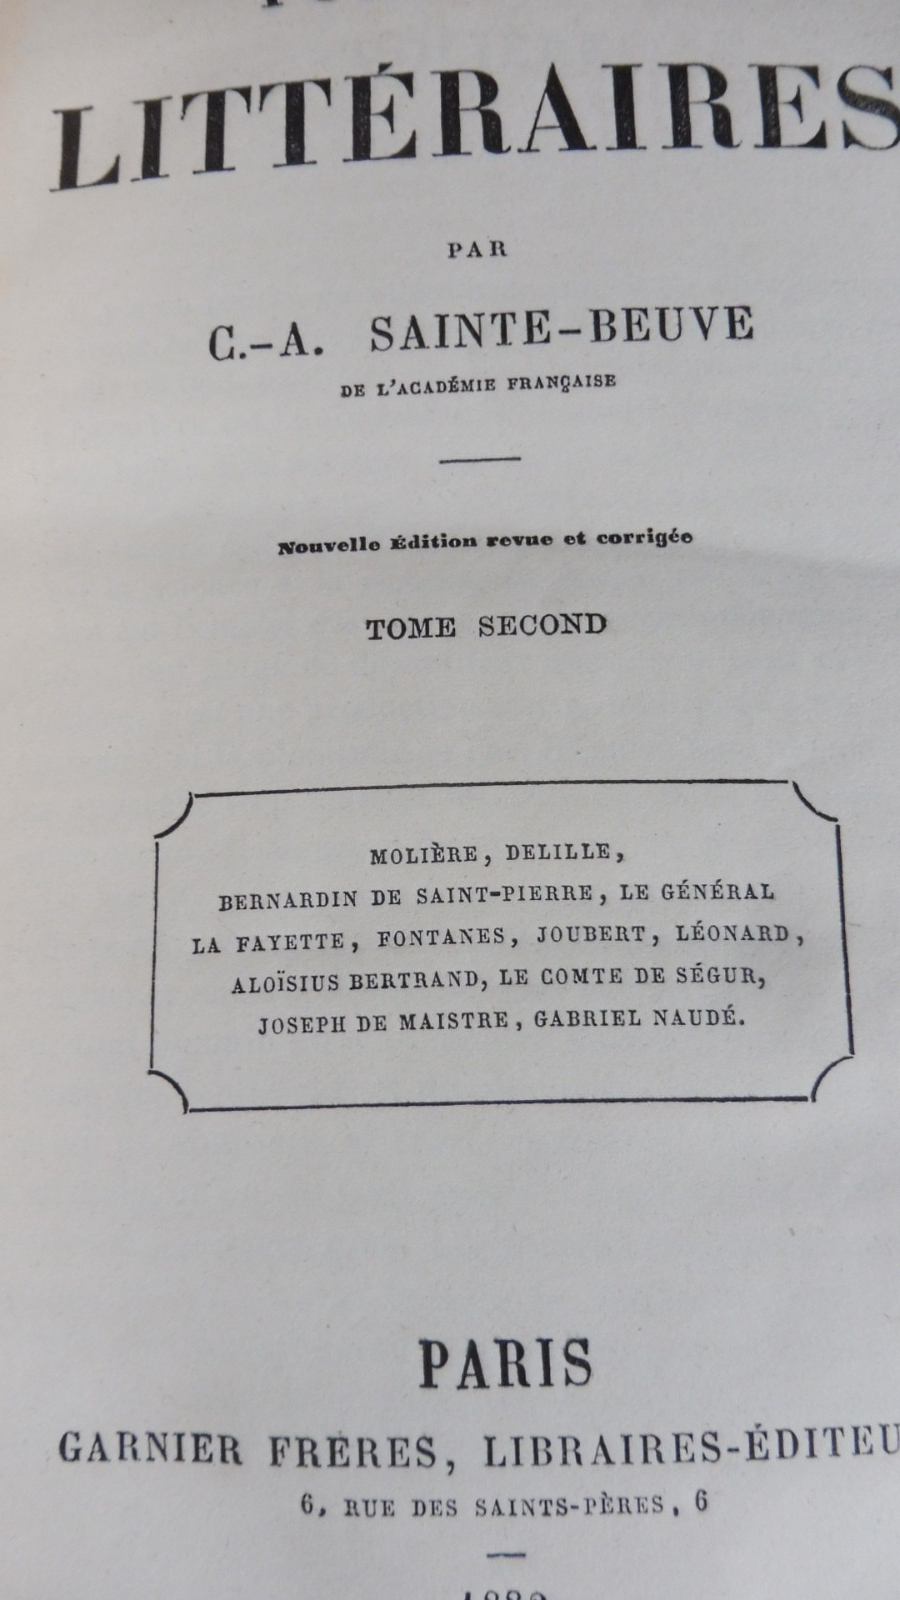 LITTÉRAIRES
PAR
C.-A. SAINTE-BEUVE
DE L'ACADÉMIE FRANÇAISE
Nouvelle Édition revue et corrigée
TOME SECOND
MOLIÈRE, DELILLE,
BERNARDIN DE SAINT-PIERRE, LE GÉNÉRAL
LA FAYETTE, FONTANES, JOUBERT, LÉONARD,
ALOÏSIUS BERTRAND, LE COMTE DE SÉGUR,
JOSEPH DE MAISTRE, GABRIEL NAUDÉ.
PARIS
GARNIER FRÈRES, LIBRAIRES-ÉDITEU
6, RUE DES SAINTS-PÈRES, 6